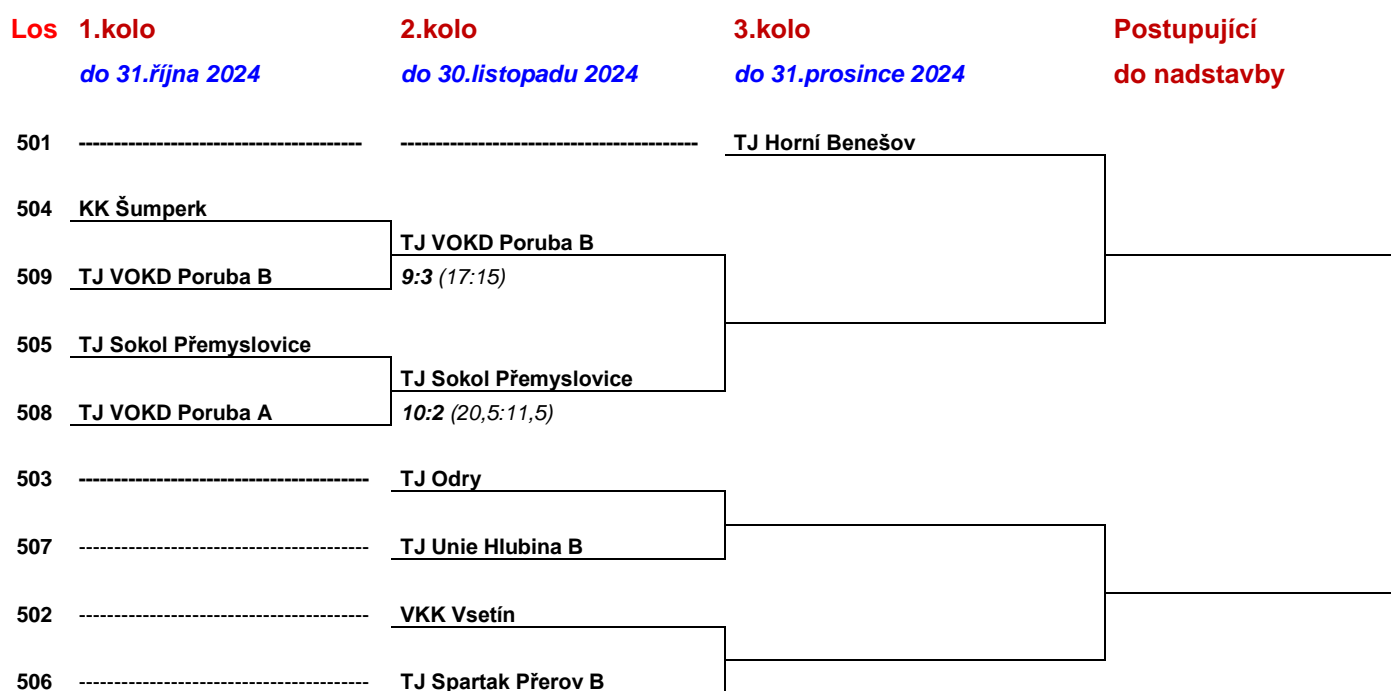 Los 1.kolo 2.kolo 3.kolo Postupující
do 31.října 2024 do 30.listopadu 2024 do 31.prosince 2024 do nadstavby
501 ---------------------------------------- ------------------------------------------ TJ Horní Benešov
504 KK Šumperk
TJ VOKD Poruba B
509 TJ VOKD Poruba B 9:3 (17:15)
505 TJ Sokol Přemyslovice
TJ Sokol Přemyslovice
508 TJ VOKD Poruba A 10:2 (20,5:11,5)
503 ----------------------------------------- TJ Odry
507 ----------------------------------------- TJ Unie Hlubina B
502 ----------------------------------------- VKK Vsetín
506 ----------------------------------------- TJ Spartak Přerov B